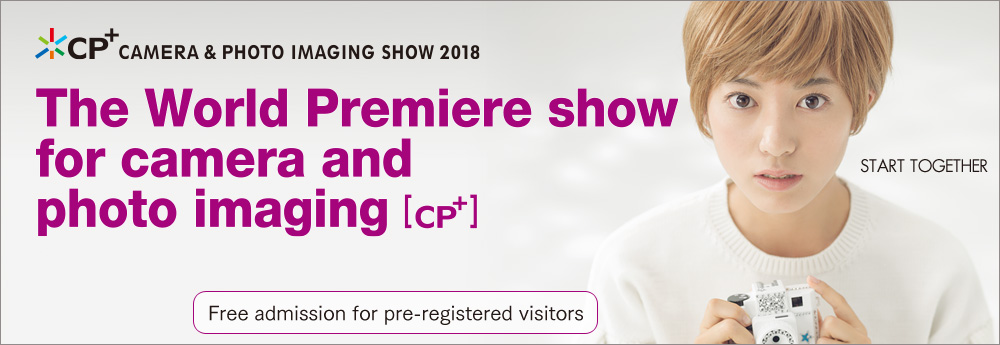 CP+ CAMERA & PHOTO IMAGING SHOW 2018
The World Premiere show
for camera and
photo imaging [CP+]
START TOGETHER
Free admission for pre-registered visitors